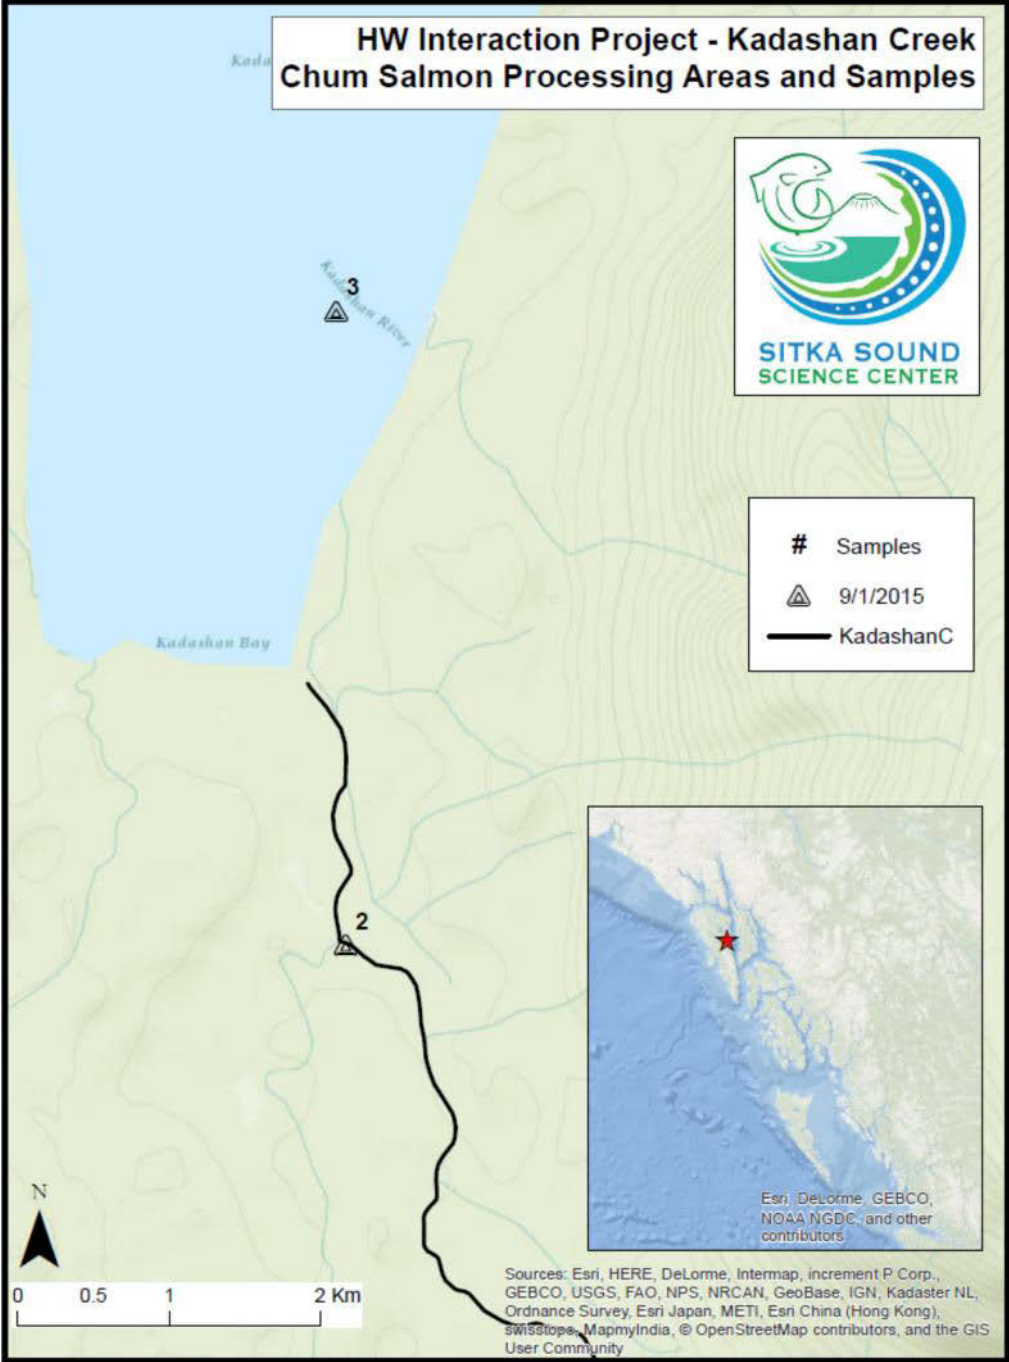 HW Interaction Project - Kadashan Creek
Chum Salmon Processing Areas and Samples
Kada
SITKA SOUND
SCIENCE CENTER
3
Kadashan River
# Samples
9/1/2015
KadashanC
Kadashan Bay
2
Esri, DeLorme, GEBCO,
NOAA NGDC, and other
contributors
N
0 0.5 1 2 Km
Sources: Esri, HERE, DeLorme, Intermap, increment P Corp.,
GEBCO, USGS, FAO, NPS, NRCAN, GeoBase, IGN, Kadaster NL,
Ordnance Survey, Esri Japan, METI, Esri China (Hong Kong),
swisstopo, MapmyIndia, © OpenStreetMap contributors, and the GIS
User Community